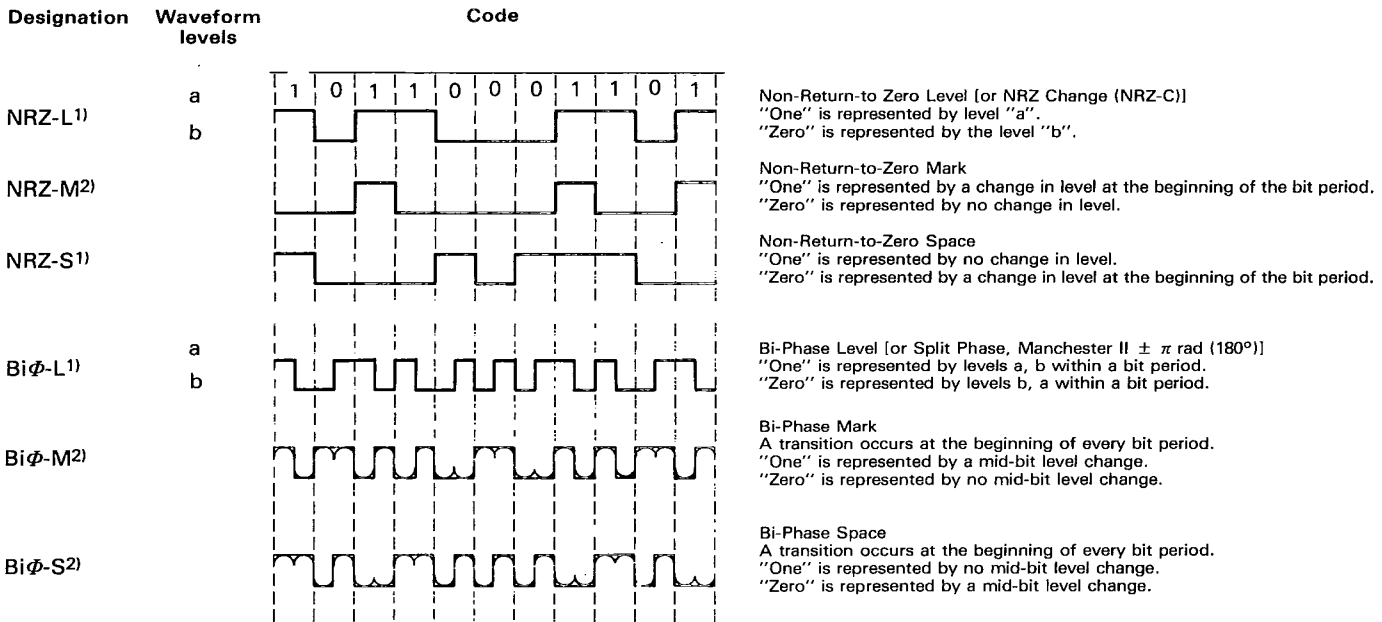 Designation Waveform levels Code
1 0 1 1 0 0 0 1 1 0 1
NRZ-L1) a b
Non-Return-to Zero Level [or NRZ Change (NRZ-C)]
"One" is represented by level "a".
"Zero" is represented by the level "b".
NRZ-M2)
Non-Return-to-Zero Mark
"One" is represented by a change in level at the beginning of the bit period.
"Zero" is represented by no change in level.
NRZ-S1)
Non-Return-to-Zero Space
"One" is represented by no change in level.
"Zero" is represented by a change in level at the beginning of the bit period.
BiΦ-L1) a b
Bi-Phase Level [or Split Phase, Manchester II ± π rad (180°)]
"One" is represented by levels a, b within a bit period.
"Zero" is represented by levels b, a within a bit period.
BiΦ-M2)
Bi-Phase Mark
A transition occurs at the beginning of every bit period.
"One" is represented by a mid-bit level change.
"Zero" is represented by no mid-bit level change.
BiΦ-S2)
Bi-Phase Space
A transition occurs at the beginning of every bit period.
"One" is represented by no mid-bit level change.
"Zero" is represented by a mid-bit level change.